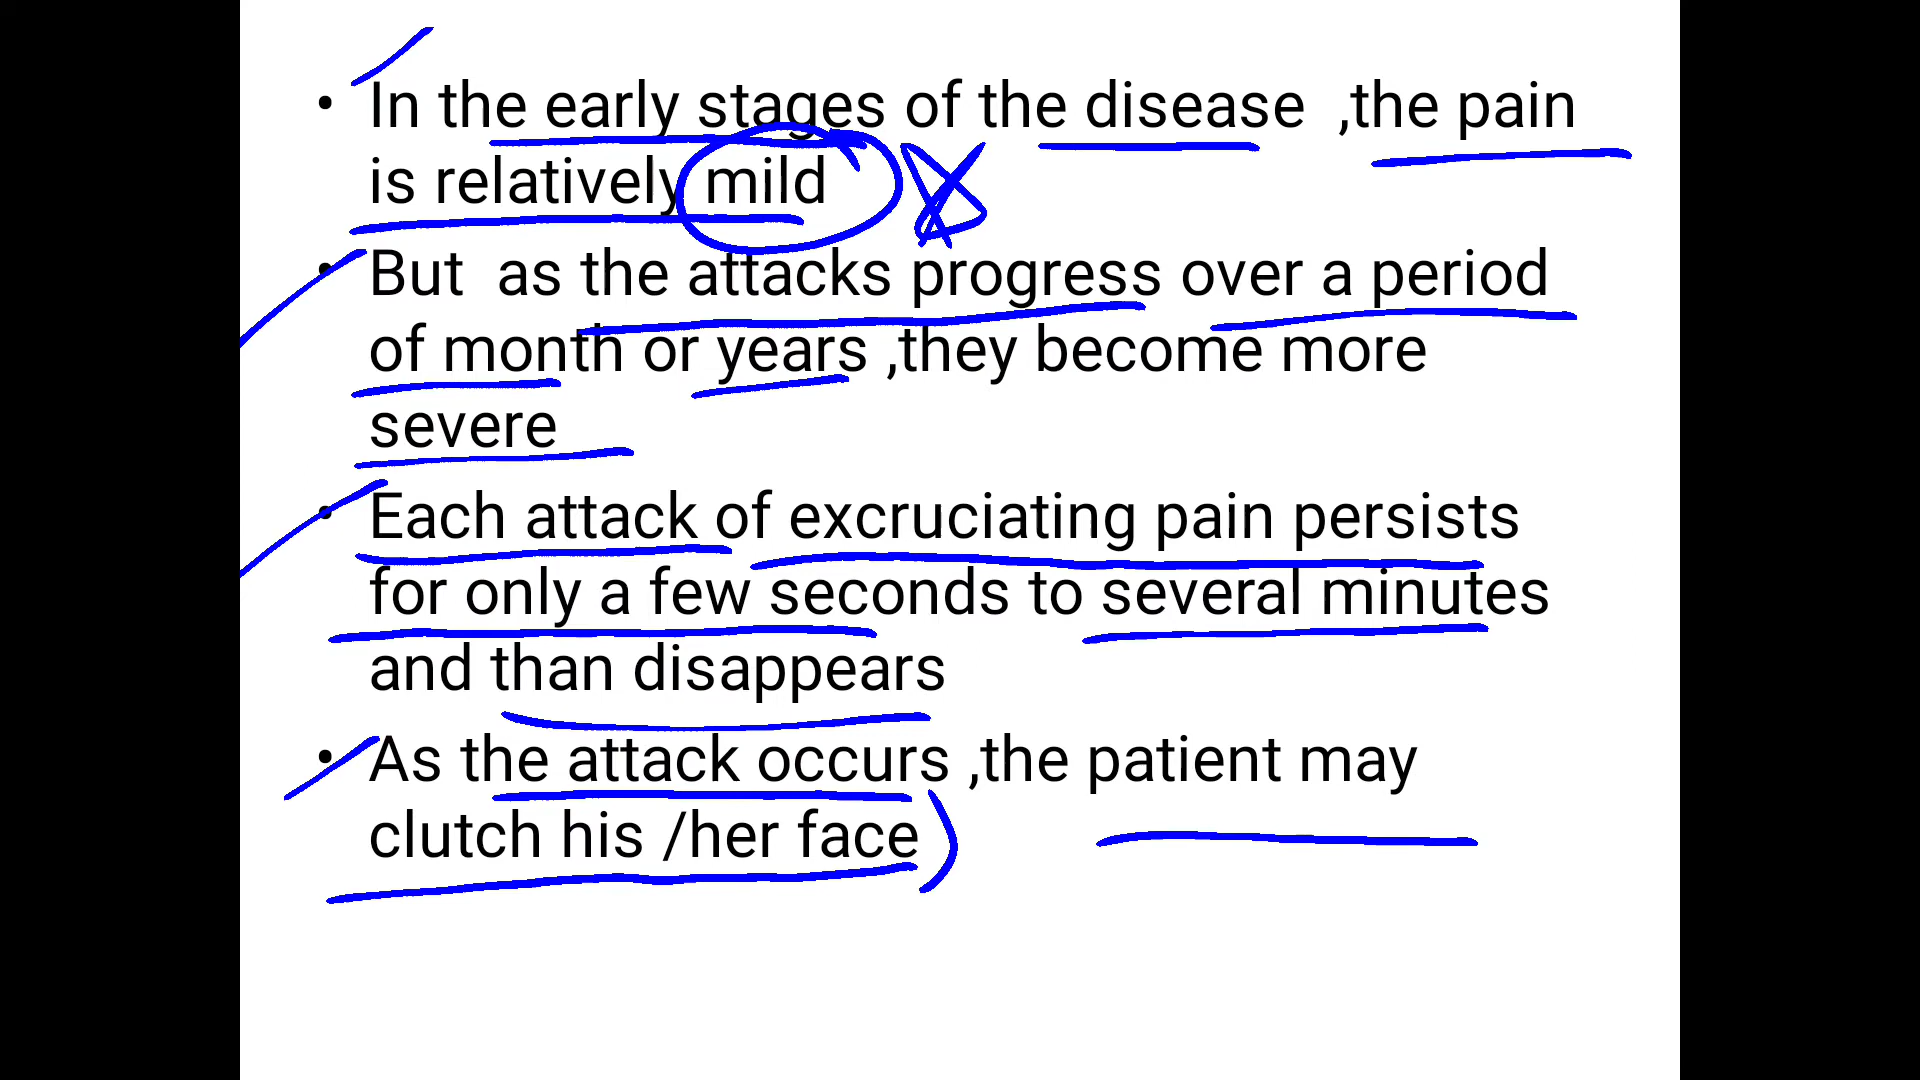 • In the early stages of the disease ,the pain
is relatively mild
• But as the attacks progress over a period
of month or years ,they become more
severe
• Each attack of excruciating pain persists
for only a few seconds to several minutes
and than disappears
• As the attack occurs ,the patient may
clutch his /her face